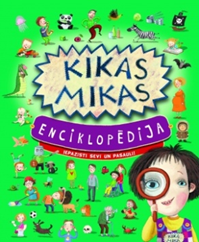 KIKAS
MIKAS
ENCIKLOPĒDIJA
IEPAZĪSTI SEVI UN PASAULI!